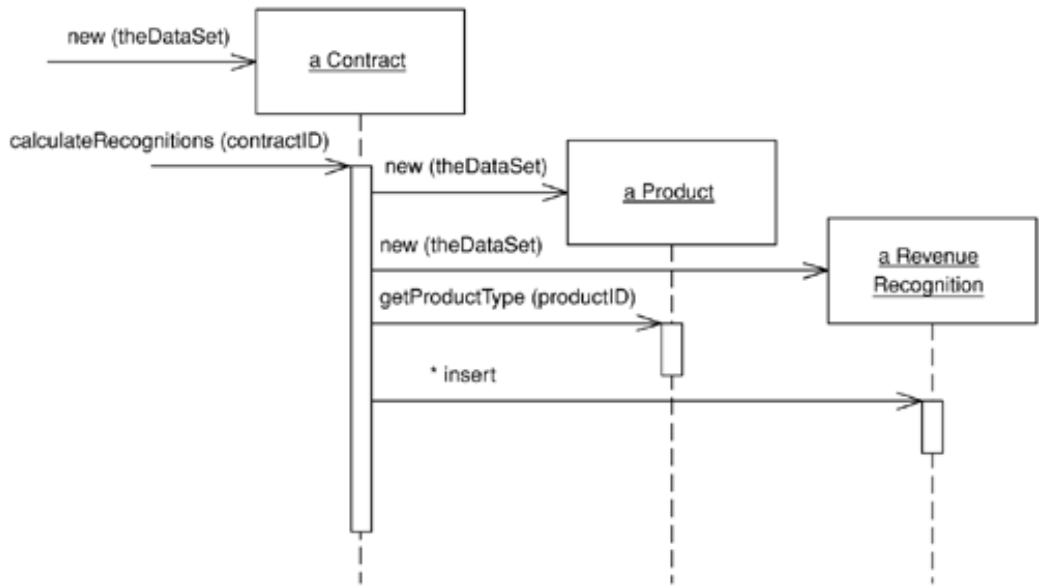 new (theDataSet)
a Contract
calculateRecognitions (contractID)
new (theDataSet)
a Product
new (theDataSet)
a Revenue
Recognition
getProductType (productID)
* insert